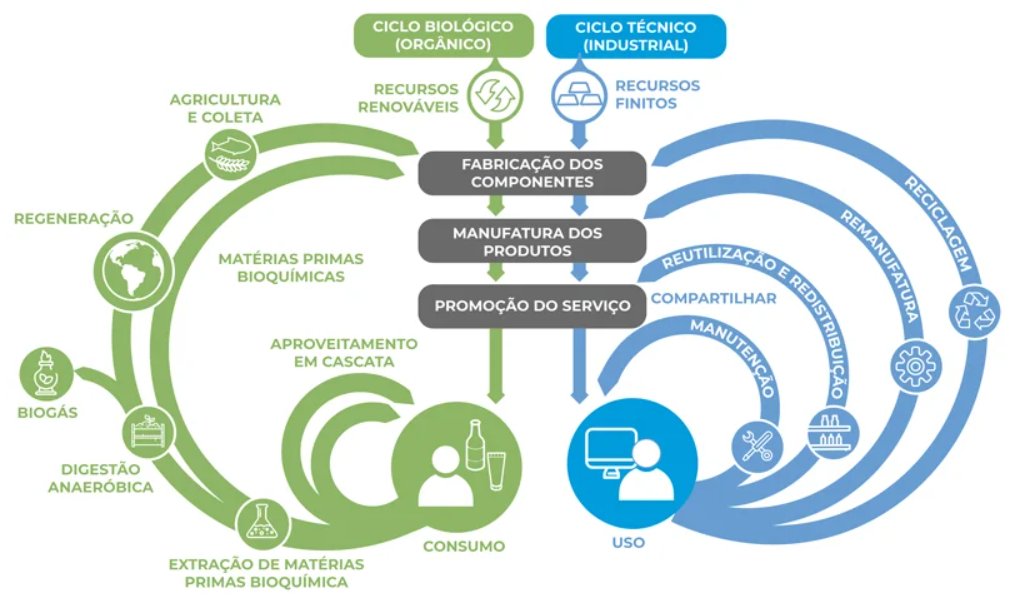 CICLO BIOLÓGICO
(ORGÂNICO)
CICLO TÉCNICO
(INDUSTRIAL)
RECURSOS
RENOVÁVEIS
RECURSOS
FINITOS
AGRICULTURA
E COLETA
FABRICAÇÃO DOS
COMPONENTES
RECICLAGEM
REGENERAÇÃO
MANUFATURA DOS
PRODUTOS
REMANUFATURA
MATÉRIAS PRIMAS
BIOQUÍMICAS
REUTILIZAÇÃO E REDISTRIBUIÇÃO
PROMOÇÃO DO SERVIÇO
COMPARTILHAR
MANUTENÇÃO
APROVEITAMENTO
EM CASCATA
BIOGÁS
DIGESTÃO
ANAERÓBICA
CONSUMO
USO
EXTRAÇÃO DE MATÉRIAS
PRIMAS BIOQUÍMICA